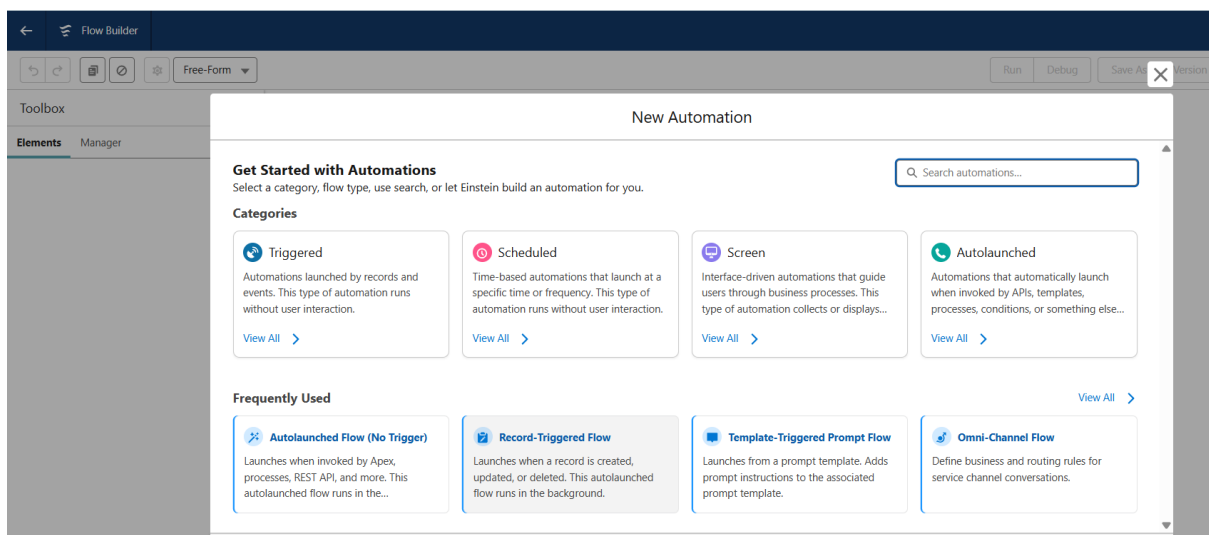 Flow Builder
Free-Form
Run Debug Save As Version
Toolbox
Elements Manager
New Automation
Get Started with Automations
Select a category, flow type, use search, or let Einstein build an automation for you.
Search automations...
Categories
Triggered
Automations launched by records and
events. This type of automation runs
without user interaction.
View All
Scheduled
Time-based automations that launch at a
specific time or frequency. This type of
automation runs without user interaction.
View All
Screen
Interface-driven automations that guide
users through business processes. This
type of automation collects or displays...
View All
Autolaunched
Automations that automatically launch
when invoked by APIs, templates,
processes, conditions, or something else...
View All
Frequently Used
View All
Autolaunched Flow (No Trigger)
Launches when invoked by Apex,
processes, REST API, and more. This
autolaunched flow runs in the...
Record-Triggered Flow
Launches when a record is created,
updated, or deleted. This autolaunched
flow runs in the background.
Template-Triggered Prompt Flow
Launches from a prompt template. Adds
prompt instructions to the associated
prompt template.
Omni-Channel Flow
Define business and routing rules for
service channel conversations.